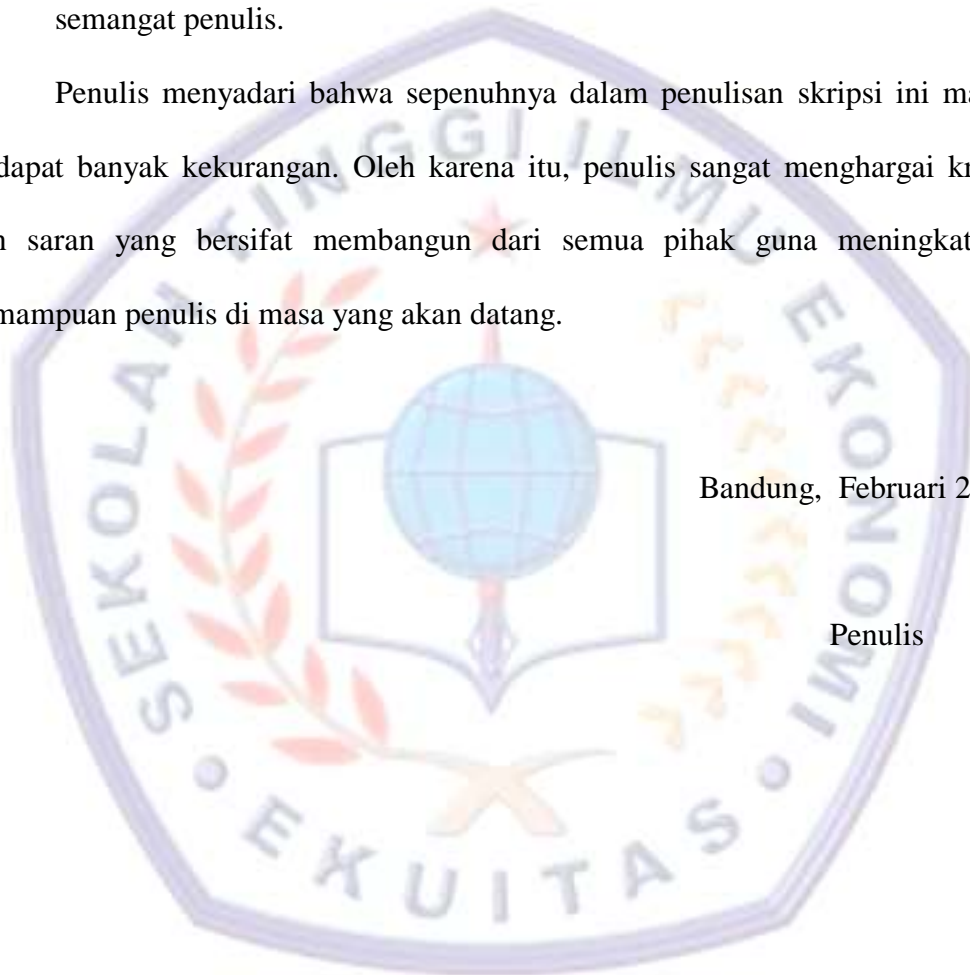 semangat penulis.
Penulis menyadari bahwa sepenuhnya dalam penulisan skripsi ini ma
dapat banyak kekurangan. Oleh karena itu, penulis sangat menghargai kr
n saran yang bersifat membangun dari semua pihak guna meningkat
mampuan penulis di masa yang akan datang.
Bandung, Februari 2
Penulis
SEKOLAH TINGGI ILMU EKONOMI
EKUITAS